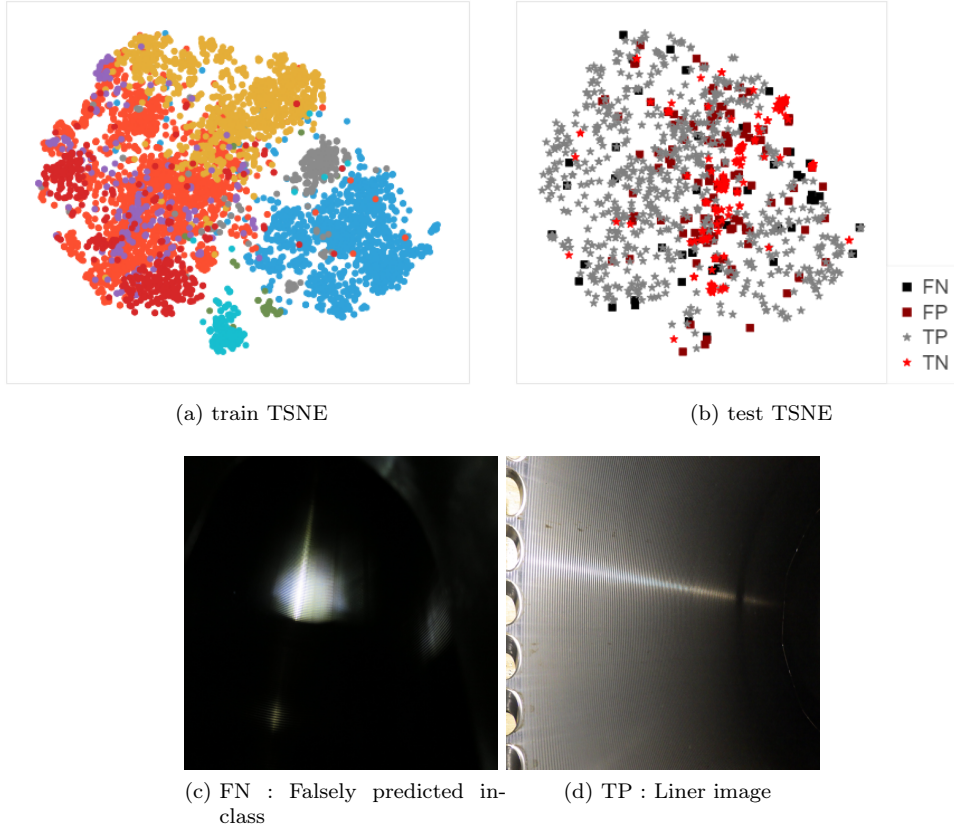 FN
FP
TP
TN
(a) train TSNE
(b) test TSNE
(c) FN : Falsely predicted in-
class
(d) TP : Liner image